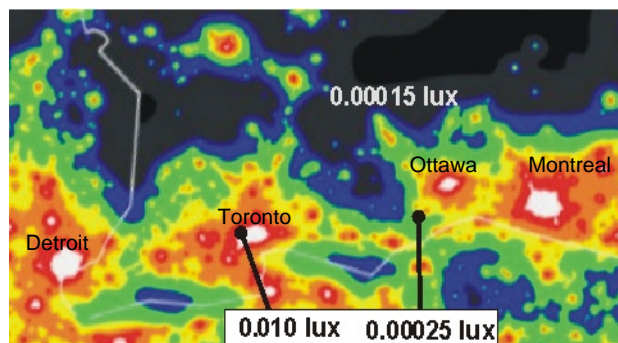 0.00015 lux
Ottawa Montreal
Toronto
Detroit
0.010 lux 0.00025 lux